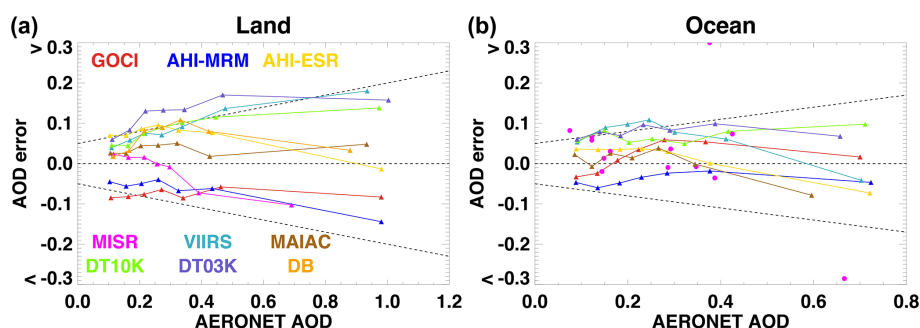 (a) Land
> 0.3
0.2
0.1
0.0
-0.1
-0.2
< -0.3
AOD error
GOCI AHI-MRM AHI-ESR
MISR VIIRS MAIAC
DT10K DT03K DB
0.0 0.2 0.4 0.6 0.8 1.0 1.2
AERONET AOD
(b) Ocean
> 0.3
0.2
0.1
0.0
-0.1
-0.2
< -0.3
AOD error
0.0 0.2 0.4 0.6 0.8
AERONET AOD